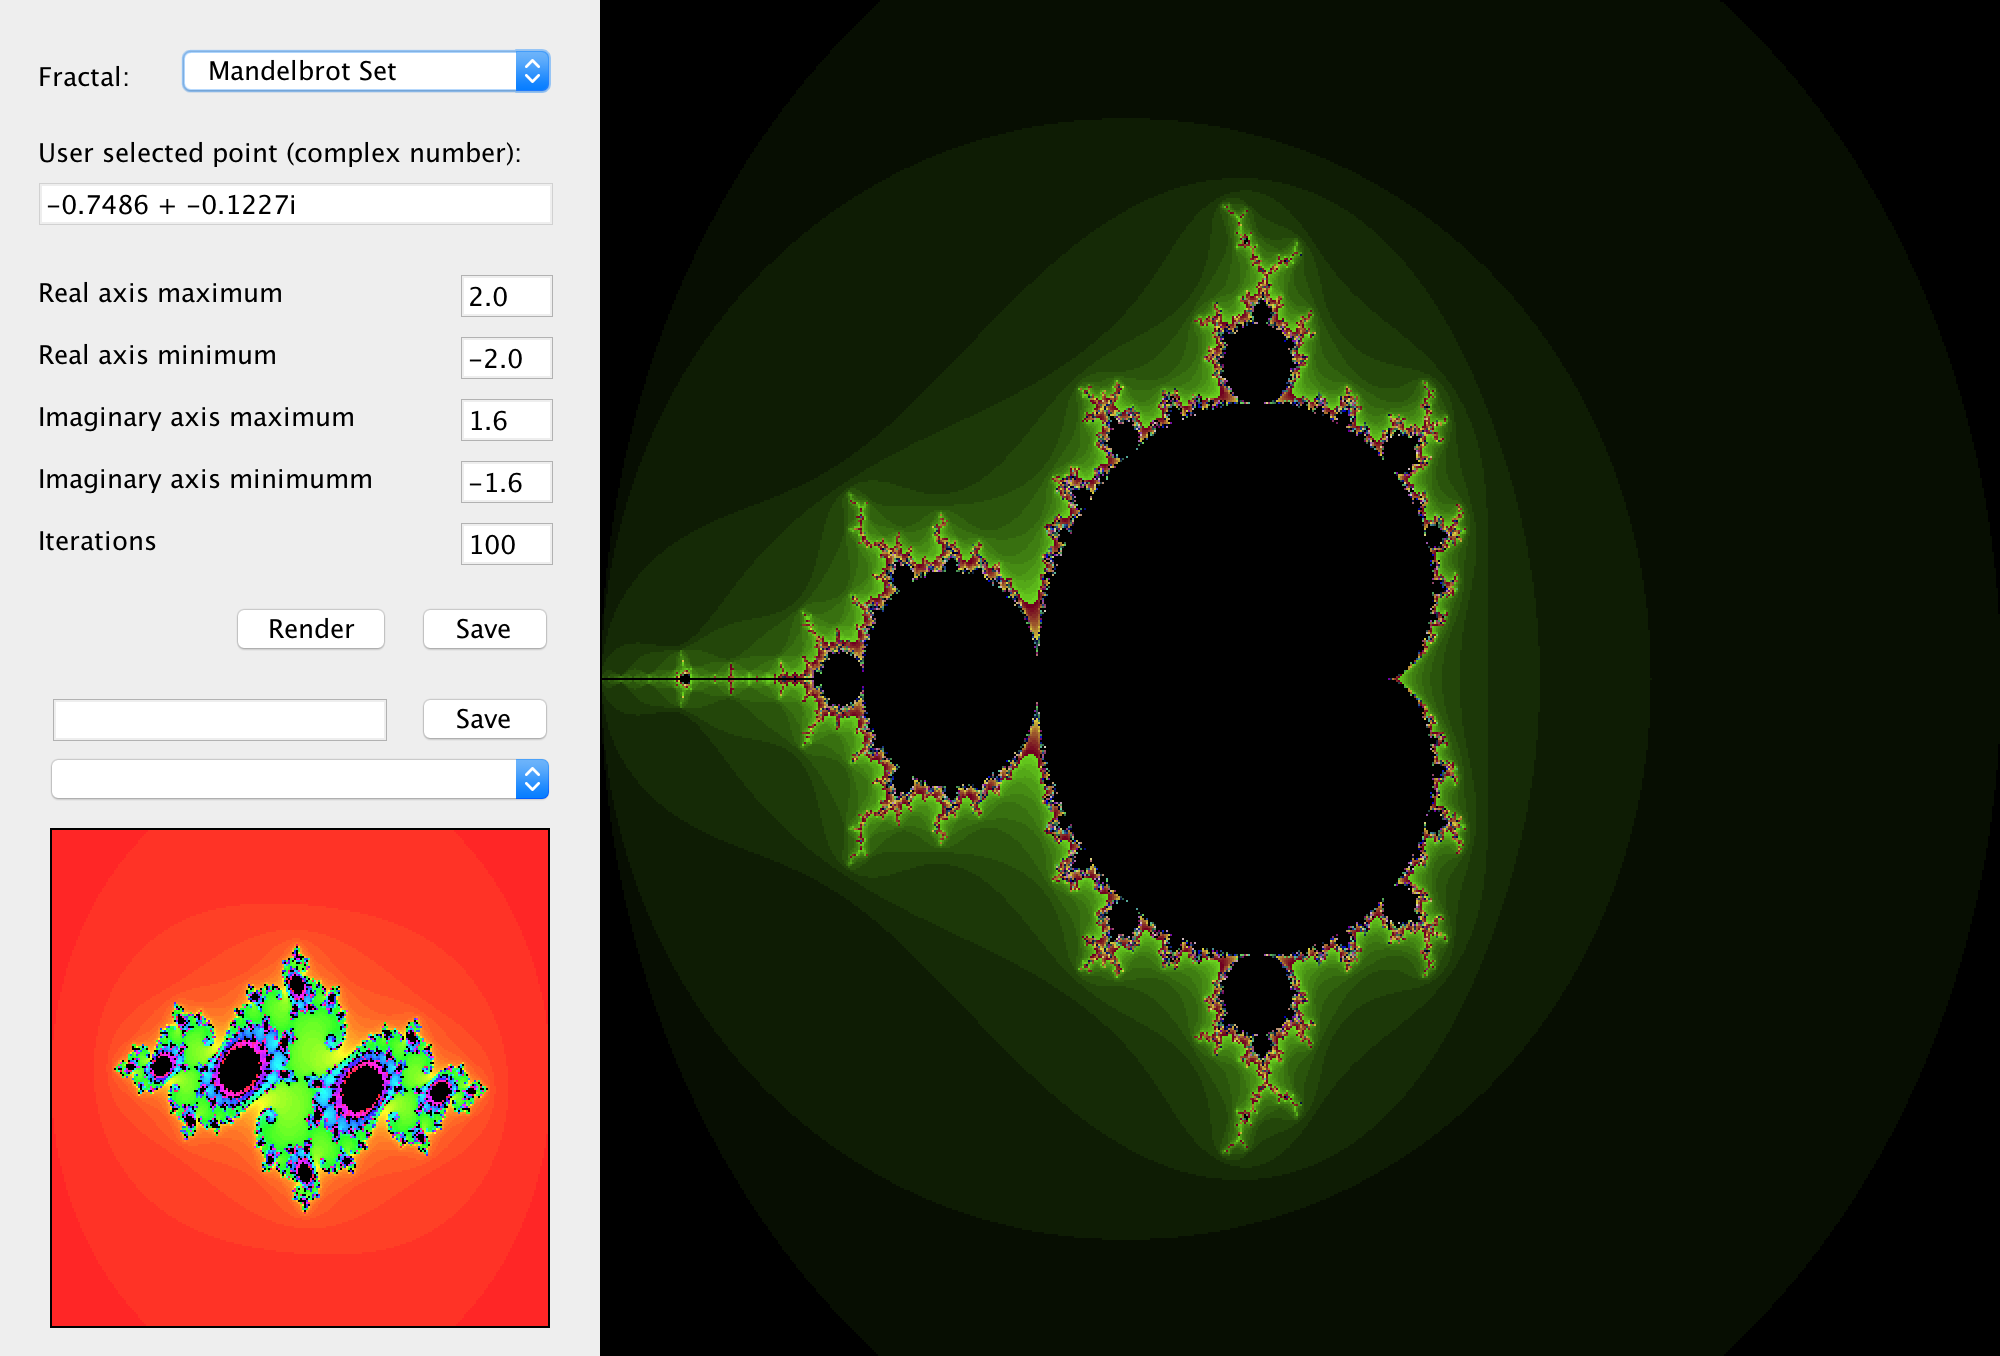 Fractal: Mandelbrot Set
User selected point (complex number):
-0.7486 + -0.1227i
Real axis maximum 2.0
Real axis minimum -2.0
Imaginary axis maximum 1.6
Imaginary axis minimumm -1.6
Iterations 100
Render Save
Save